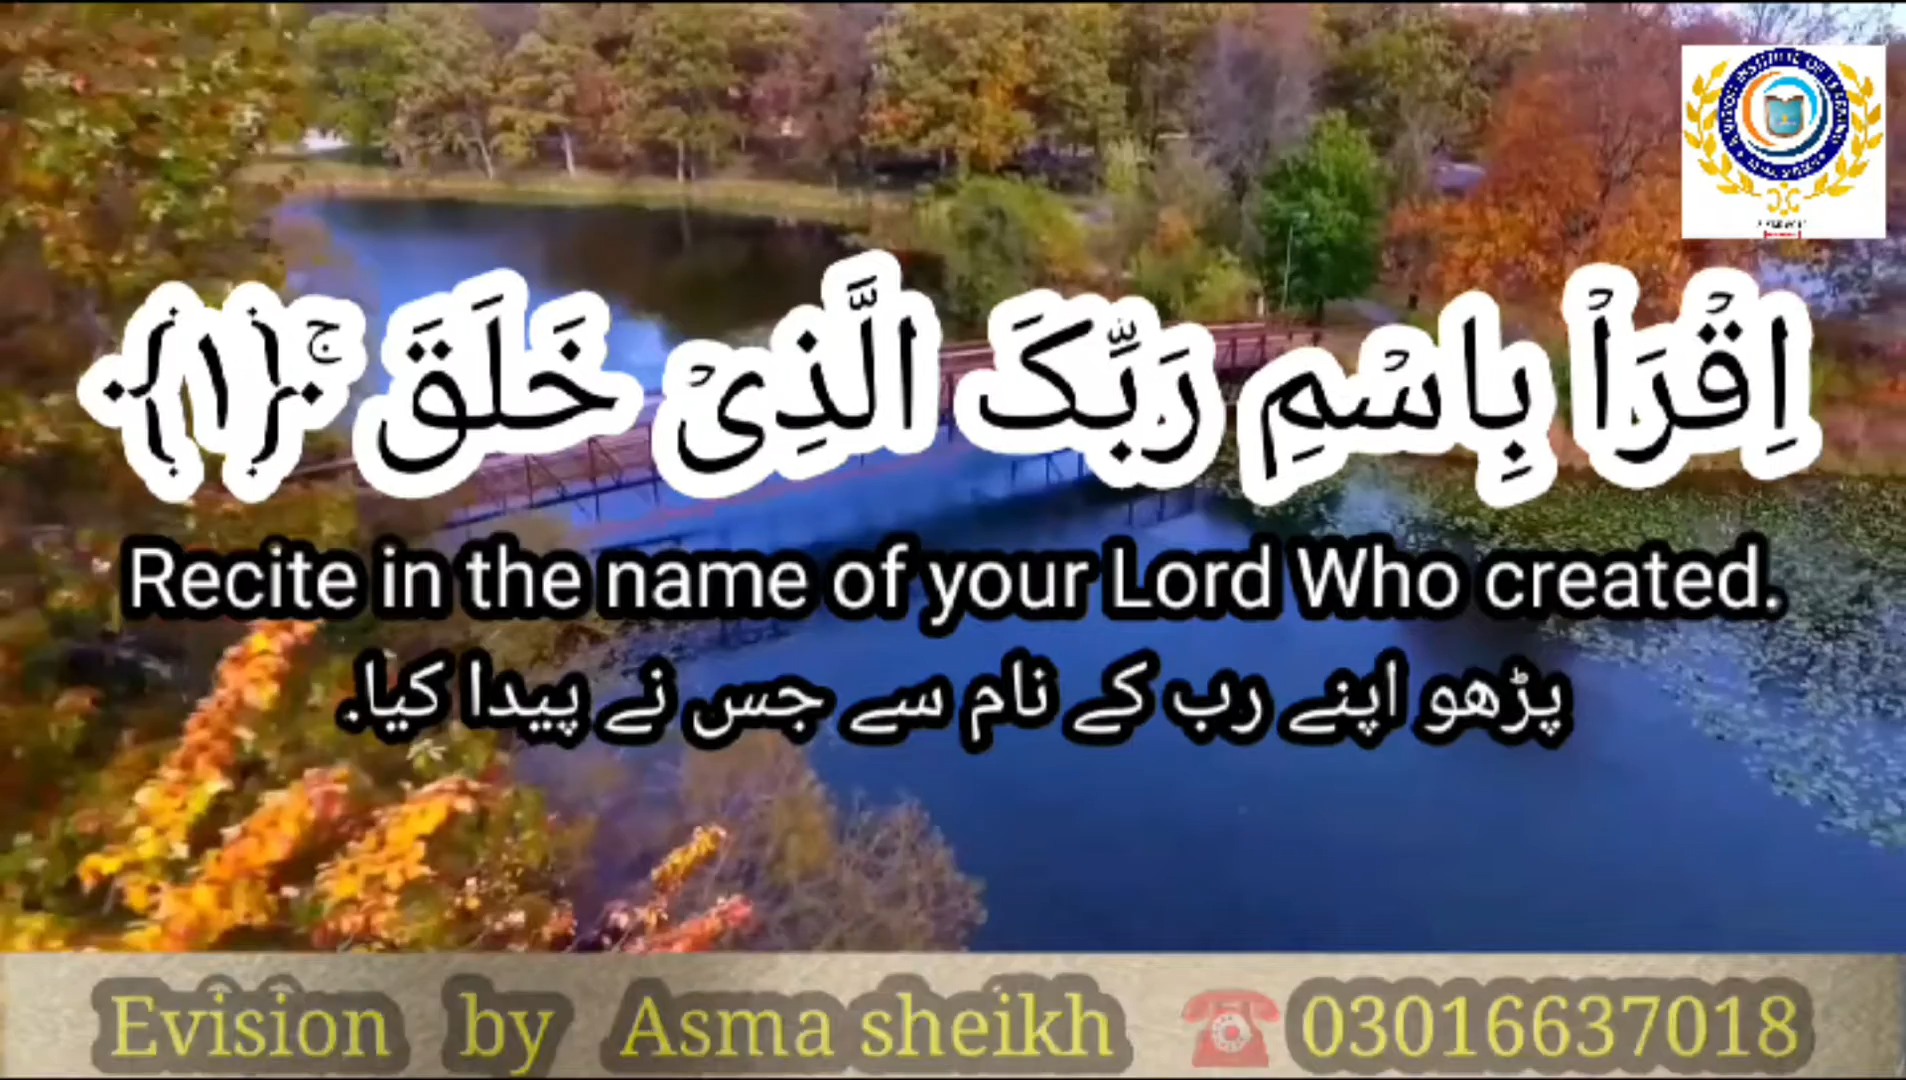 اِقۡرَاۡ بِاسۡمِ رَبِّکَ الَّذِیۡ خَلَقَ ۚ﴿۱﴾
Recite in the name of your Lord Who created.
پڑھو اپنے رب کے نام سے جس نے پیدا کیا.
Evision by Asma sheikh ☎03016637018